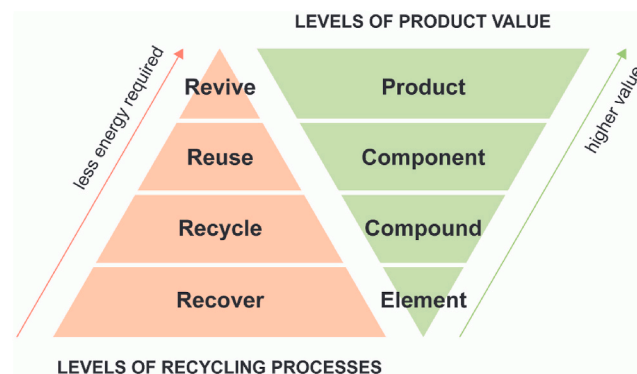 LEVELS OF PRODUCT VALUE
less energy required
higher value
Revive
Product
Reuse
Component
Recycle
Compound
Recover
Element
LEVELS OF RECYCLING PROCESSES